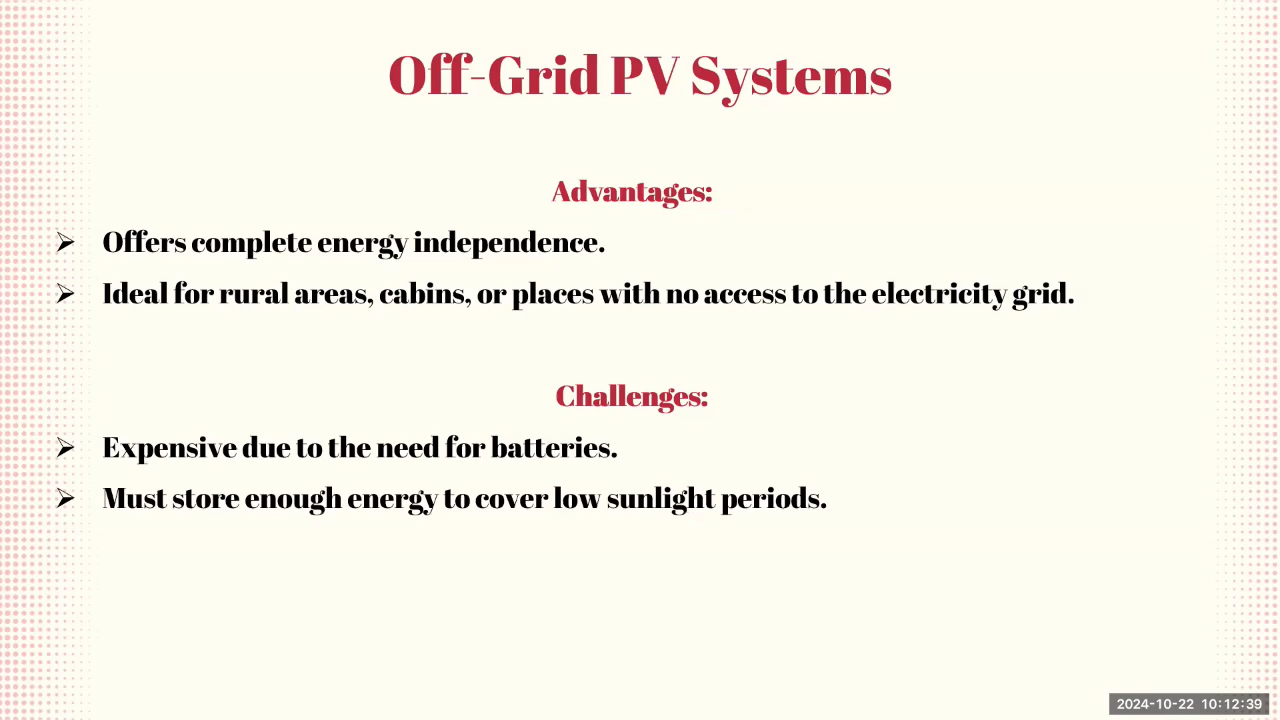 Off-Grid PV Systems
Advantages:
➢ Offers complete energy independence.
➢ Ideal for rural areas, cabins, or places with no access to the electricity grid.
Challenges:
➢ Expensive due to the need for batteries.
➢ Must store enough energy to cover low sunlight periods.
2024-10-22 10:12:39